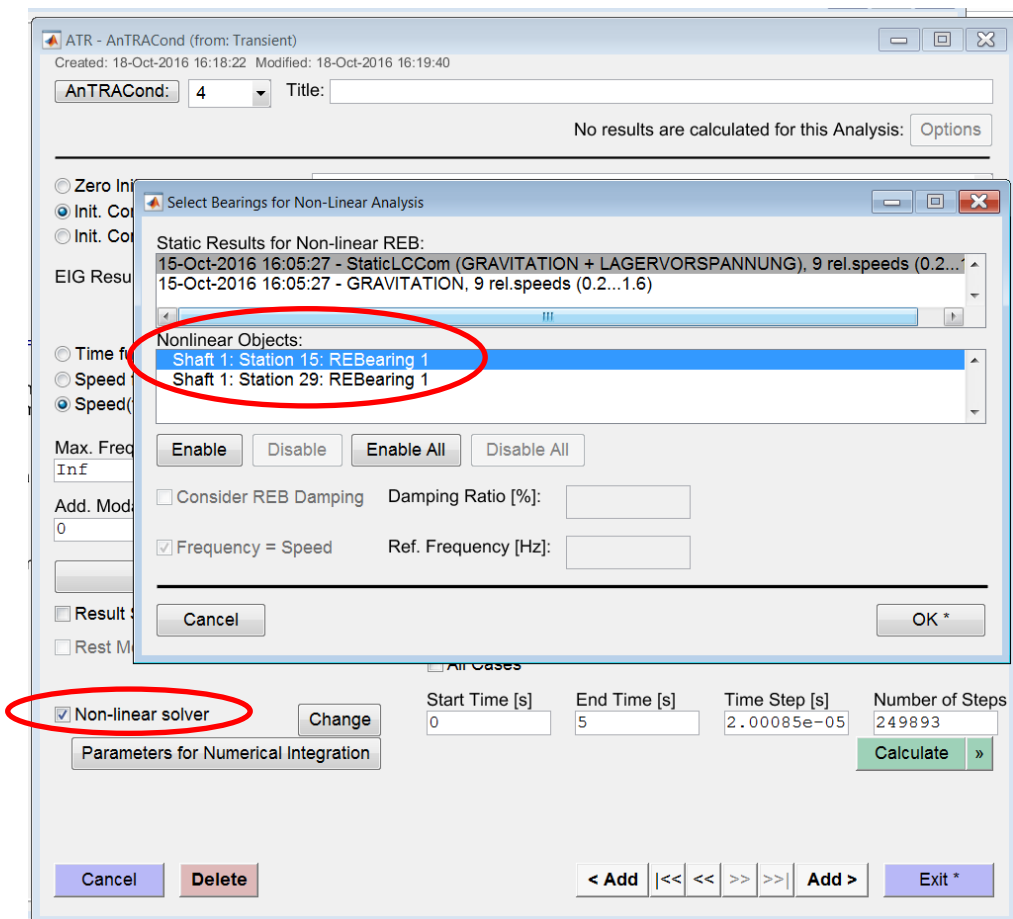 ATR - AnTRACond (from: Transient)
Created: 18-Oct-2016 16:18:22 Modified: 18-Oct-2016 16:19:40
AnTRACond: 4 Title:
No results are calculated for this Analysis: Options
Zero Ini
Init. Co
Init. Co
EIG Resu
Time fu
Speed
Speed(
Max. Freq
Inf
Add. Moda
0
Select Bearings for Non-Linear Analysis
Static Results for Non-linear REB:
15-Oct-2016 16:05:27 - StaticLCCom (GRAVITATION + LAGERVORSPANNUNG), 9 rel.speeds (0.2...
15-Oct-2016 16:05:27 - GRAVITATION, 9 rel.speeds (0.2...1.6)
Nonlinear Objects:
Shaft 1: Station 15: REBearing 1
Shaft 1: Station 29: REBearing 1
Enable Disable Enable All Disable All
Consider REB Damping Damping Ratio [%]:
Frequency = Speed Ref. Frequency [Hz]:
Cancel OK *
Result
Rest M
All Cases
Non-linear solver Change
Start Time [s] End Time [s] Time Step [s] Number of Steps
0 5 2.00085e-05 249893
Parameters for Numerical Integration Calculate »
Cancel Delete < Add |<< << >> >>| Add > Exit *